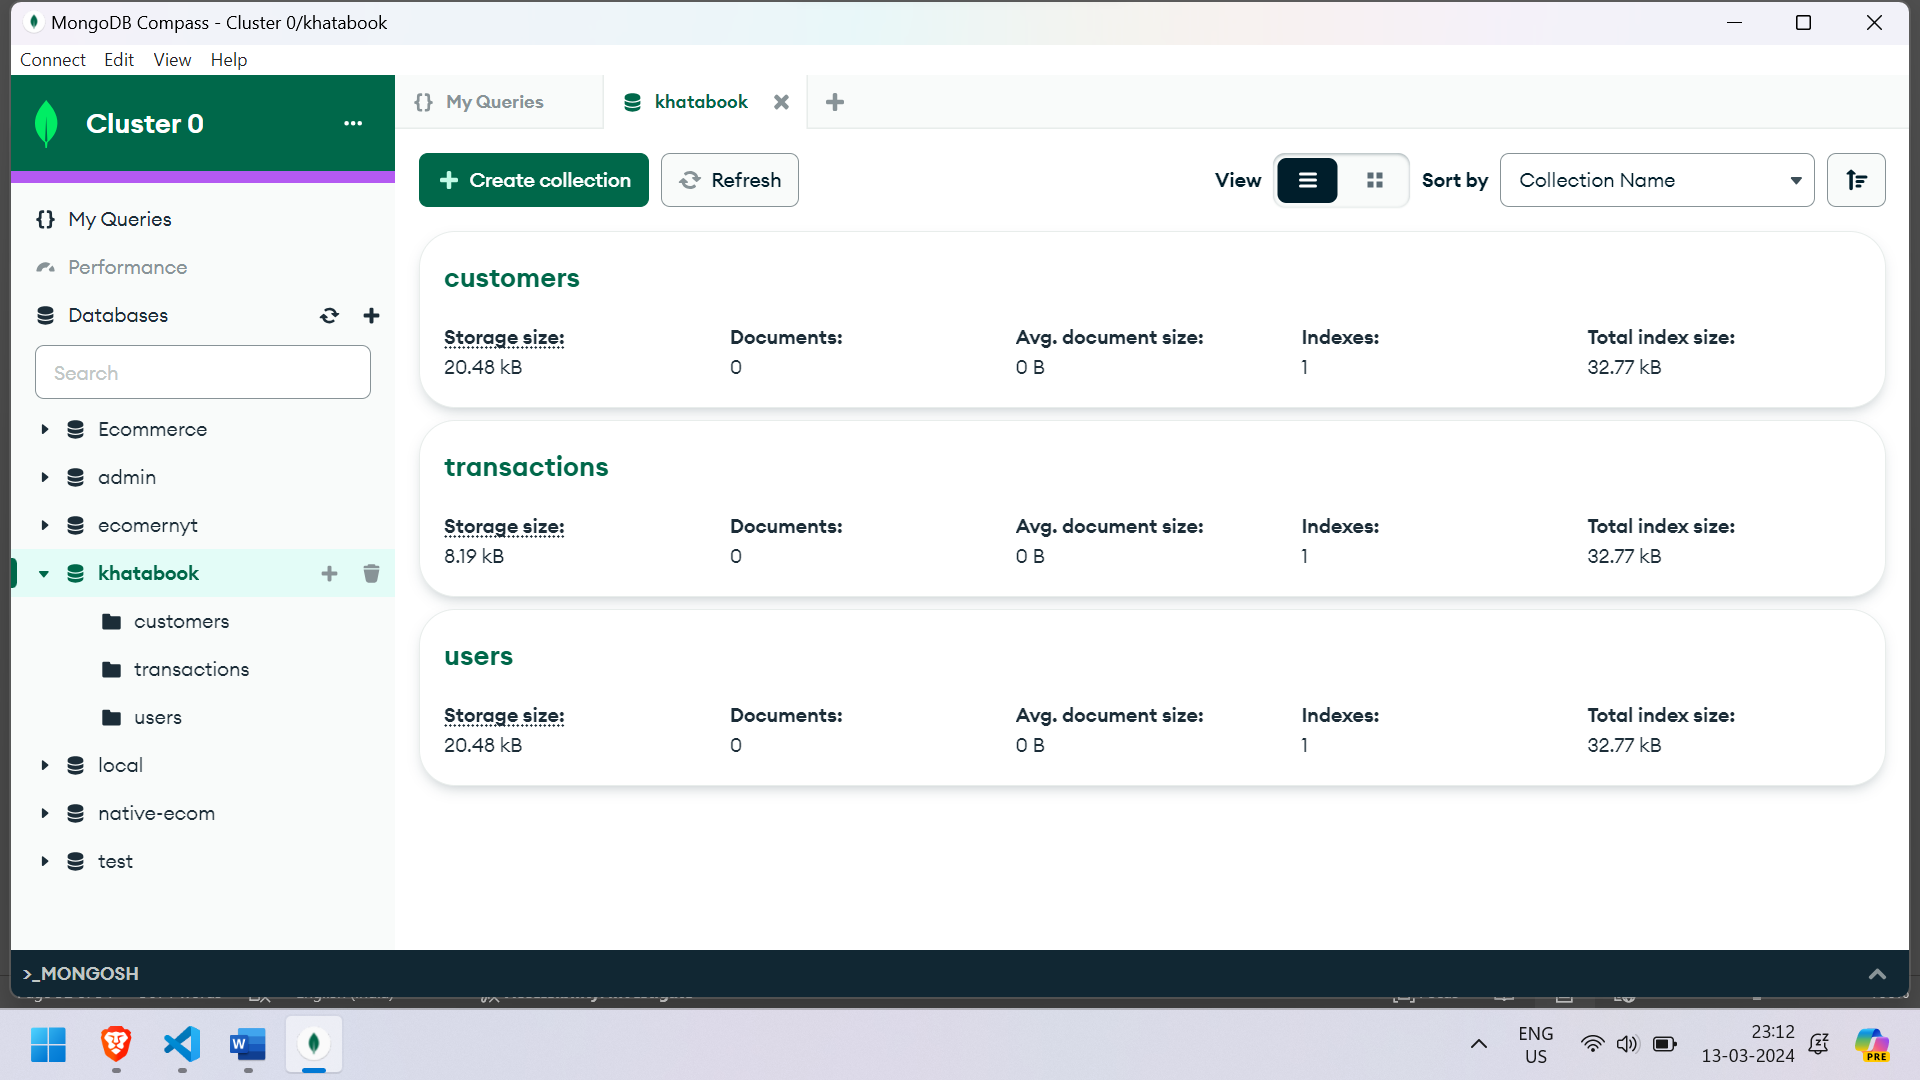 MongoDB Compass - Cluster 0/khatabook
Connect Edit View Help
Cluster 0
My Queries
khatabook
Create collection
Refresh
View
Sort by
Collection Name
My Queries
Performance
Databases
Search
Ecommerce
admin
ecomernyt
khatabook
customers
transactions
users
local
native-ecom
test
customers
Storage size: Documents: Avg. document size: Indexes: Total index size:
20.48 kB 0 0 B 1 32.77 kB
transactions
Storage size: Documents: Avg. document size: Indexes: Total index size:
8.19 kB 0 0 B 1 32.77 kB
users
Storage size: Documents: Avg. document size: Indexes: Total index size:
20.48 kB 0 0 B 1 32.77 kB
>_MONGOSH
W
ENG
US
23:12
13-03-2024
PRE